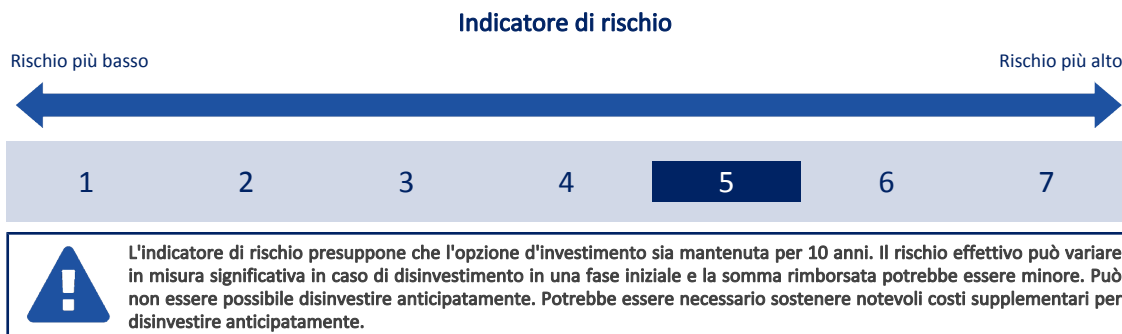 Indicatore di rischio
Rischio più basso
Rischio più alto
1 2 3 4 5 6 7
L'indicatore di rischio presuppone che l'opzione d'investimento sia mantenuta per 10 anni. Il rischio effettivo può variare
in misura significativa in caso di disinvestimento in una fase iniziale e la somma rimborsata potrebbe essere minore. Può
non essere possibile disinvestire anticipatamente. Potrebbe essere necessario sostenere notevoli costi supplementari per
disinvestire anticipatamente.